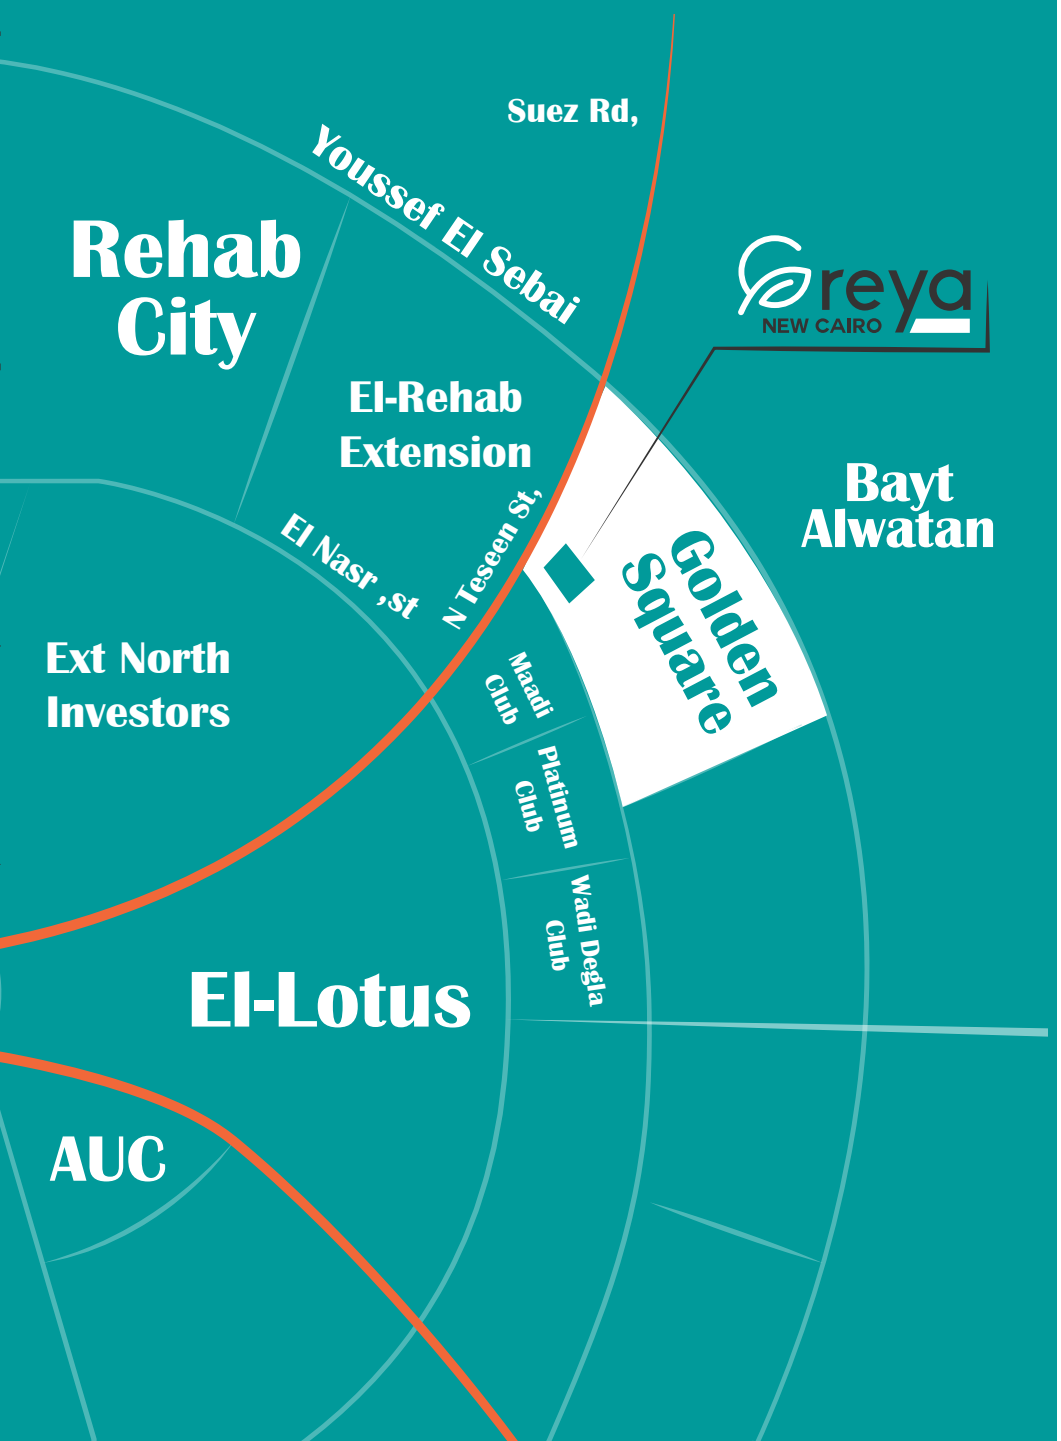 Suez Rd,
Youssef El Sebai
Rehab
City
reya
NEW CAIRO
El-Rehab
Extension
Bayt
Alwatan
N Teseen St,
El Nasr ,st
Golden
Square
Ext North
Investors
Maadi
Club
Platinum
Club
Wadi Degla
Club
El-Lotus
AUC